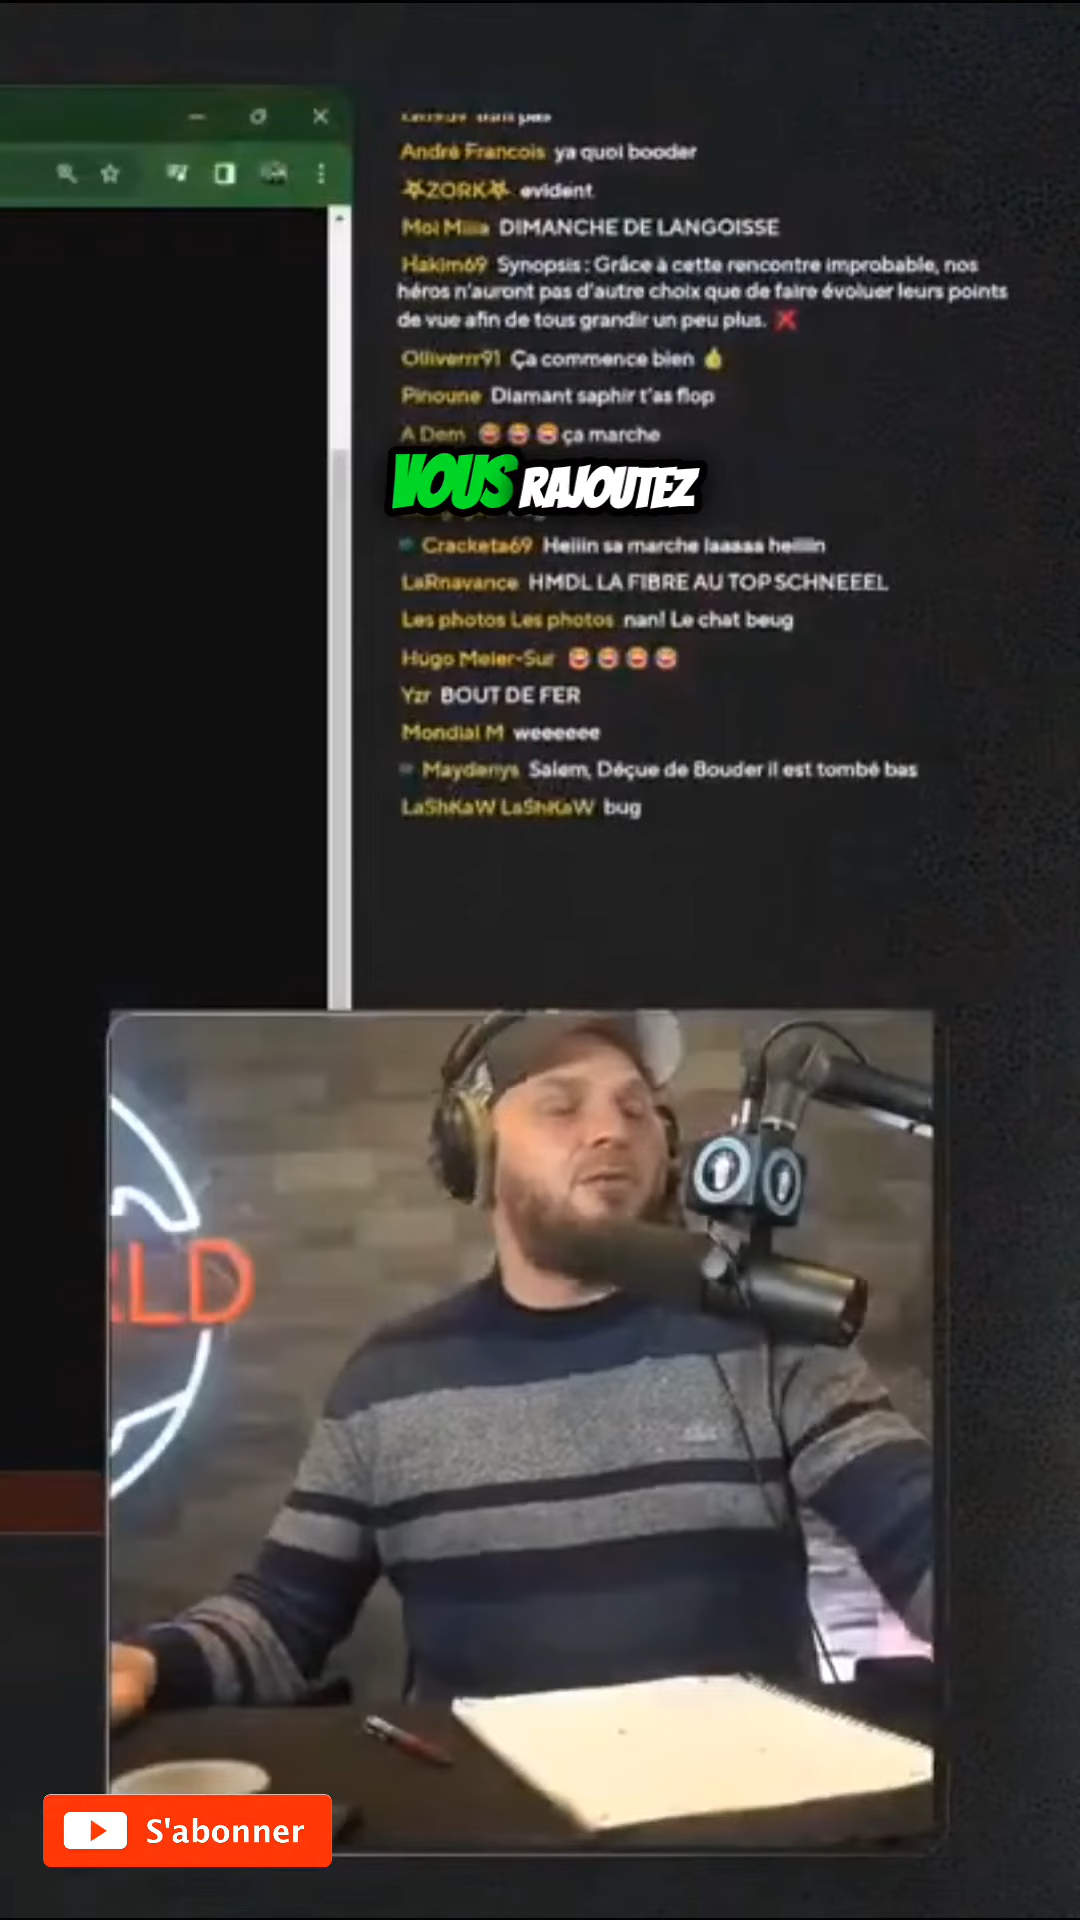 André Francois ya quoi booder
ZORK evident
Moi Milla DIMANCHE DE LANGOISSE
Hakim69 Synopsis : Grâce à cette rencontre improbable, nos
héros n'auront pas d'autre choix que de faire évoluer leurs points
de vue afin de tous grandir un peu plus.
Olliverrr91 Ça commence bien
Pinoune Diamant saphir t'as flop
A Dem ça marche
VOUS RAJOUTEZ
Cracketa69 Heiiin sa marche laaaaa heiiiin
LaRnavance HMDL LA FIBRE AU TOP SCHNEEEL
Les photos Les photos nan! Le chat beug
Hugo Meier-Sur
Yzr BOUT DE FER
Mondial M weeeeee
Maydenys Salem, Déçue de Bouder il est tombé bas
LaShKaW LaShKaW bug
LD
S'abonner